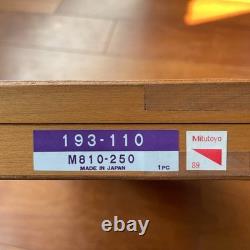 193-110
M810-250
MADE IN JAPAN
1PC
Mitutoyo
89
ebay